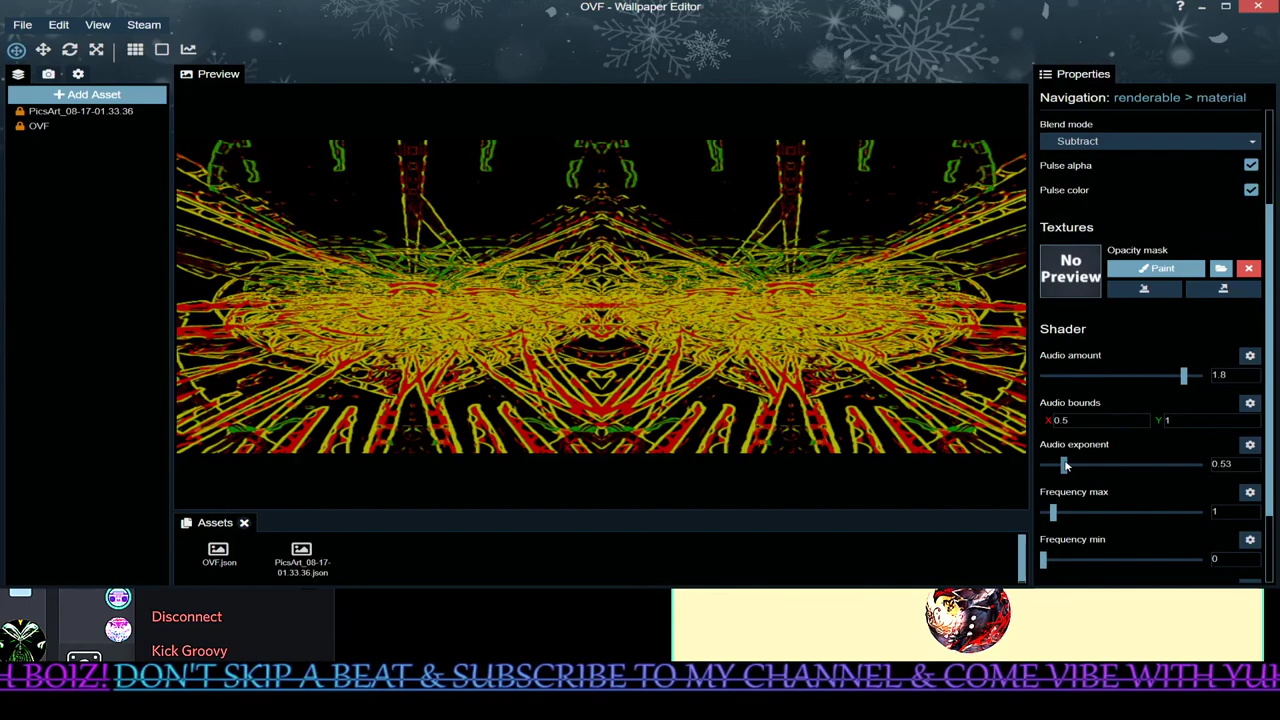 OVF - Wallpaper Editor
?
File Edit View Steam
Preview
Properties
Add Asset
Navigation: renderable > material
PicsArt_08-17-01.33.36
OVF
Blend mode
Subtract
Pulse alpha
Pulse color
Textures
No Preview
Opacity mask
Paint
Shader
Audio amount
1.8
Audio bounds
X 0.5 Y 1
Audio exponent
0.53
Frequency max
1
Frequency min
0
Assets
OVF.json
PicsArt_08-17-
01.33.36.json
Disconnect
Kick Groovy
H BOIZ! DON'T SKIP A BEAT & SUBSCRIBE TO MY CHANNEL & COME VIBE WITH YUH